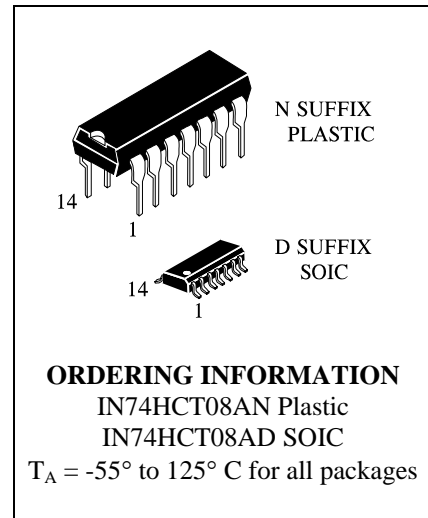 N SUFFIX
PLASTIC
14
1
D SUFFIX
SOIC
14
1
ORDERING INFORMATION
IN74HCT08AN Plastic
IN74HCT08AD SOIC
TA = -55° to 125° C for all packages